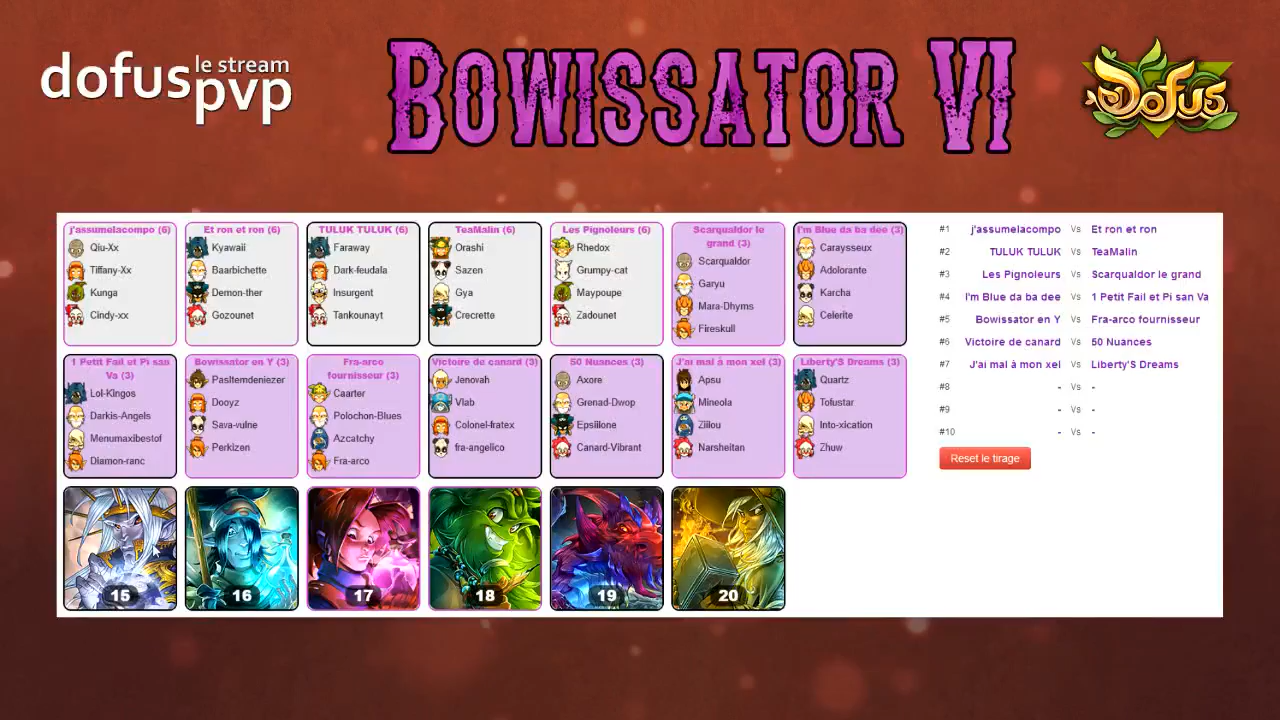 dofus le stream pvp
BOWISSATOR VI
DOFUS
j'assumelacompo (6)
Qiu-Xx
Tiffany-Xx
Kunga
Cindy-xx
Et ron et ron (6)
Kyawaii
Baarbichette
Demon-ther
Gozounet
TULUK TULUK (6)
Faraway
Dark-feudala
Insurgent
Tankounayt
TeaMalin (6)
Orashi
Sazen
Gya
Crecrette
Les Pignoleurs (6)
Rhedox
Grumpy-cat
Maypoupe
Zadounet
Scarqualdor le
grand (3)
Scarqualdor
Garyu
Mara-Dhyms
Fireskull
I'm Blue da ba dee (3)
Caraysseux
Adolorante
Karcha
Celerite
1 Petit Fail et Pi san
Va (3)
Lol-Kingos
Darkis-Angels
Menumaxibestof
Diamon-ranc
Bowissator en Y (3)
Pasltemdeniezer
Dooyz
Sava-vulne
Perkizen
Fra-arco
fournisseur (3)
Caarter
Polochon-Blues
Azcatchy
Fra-arco
Victoire de canard (3)
Jenovah
Vlab
Colonel-fratex
fra-angelico
50 Nuances (3)
Axore
Grenad-Dwop
Epsiione
Canard-Vibrant
J'ai mal à mon xel (3)
Apsu
Mineola
Ziilou
Narsheitan
Liberty'S Dreams (3)
Quartz
Tofustar
Into-xication
Zhuw
15
16
17
18
19
20
#1 j'assumelacompo Vs Et ron et ron
#2 TULUK TULUK Vs TeaMalin
#3 Les Pignoleurs Vs Scarqualdor le grand
#4 I'm Blue da ba dee Vs 1 Petit Fail et Pi san Va
#5 Bowissator en Y Vs Fra-arco fournisseur
#6 Victoire de canard Vs 50 Nuances
#7 J'ai mal à mon xel Vs Liberty'S Dreams
#8 - Vs -
#9 - Vs -
#10 - Vs -
Reset le tirage